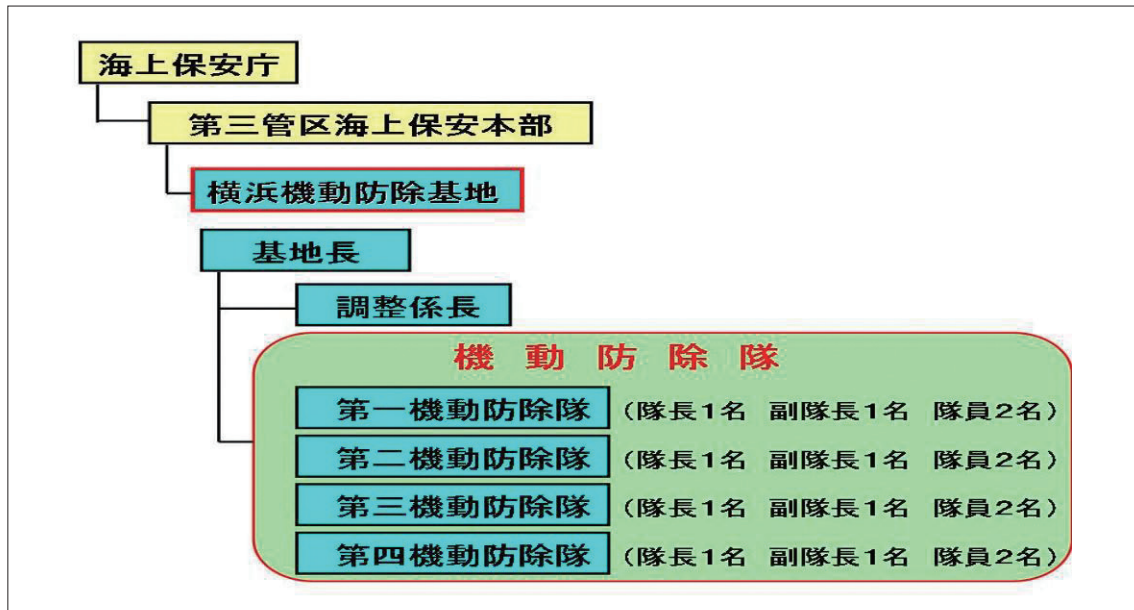 海上保安庁
第三管区海上保安本部
横浜機動防除基地
基地長
調整係長
機動防除隊
第一機動防除隊 （隊長1名 副隊長1名 隊員2名）
第二機動防除隊 （隊長1名 副隊長1名 隊員2名）
第三機動防除隊 （隊長1名 副隊長1名 隊員2名）
第四機動防除隊 （隊長1名 副隊長1名 隊員2名）